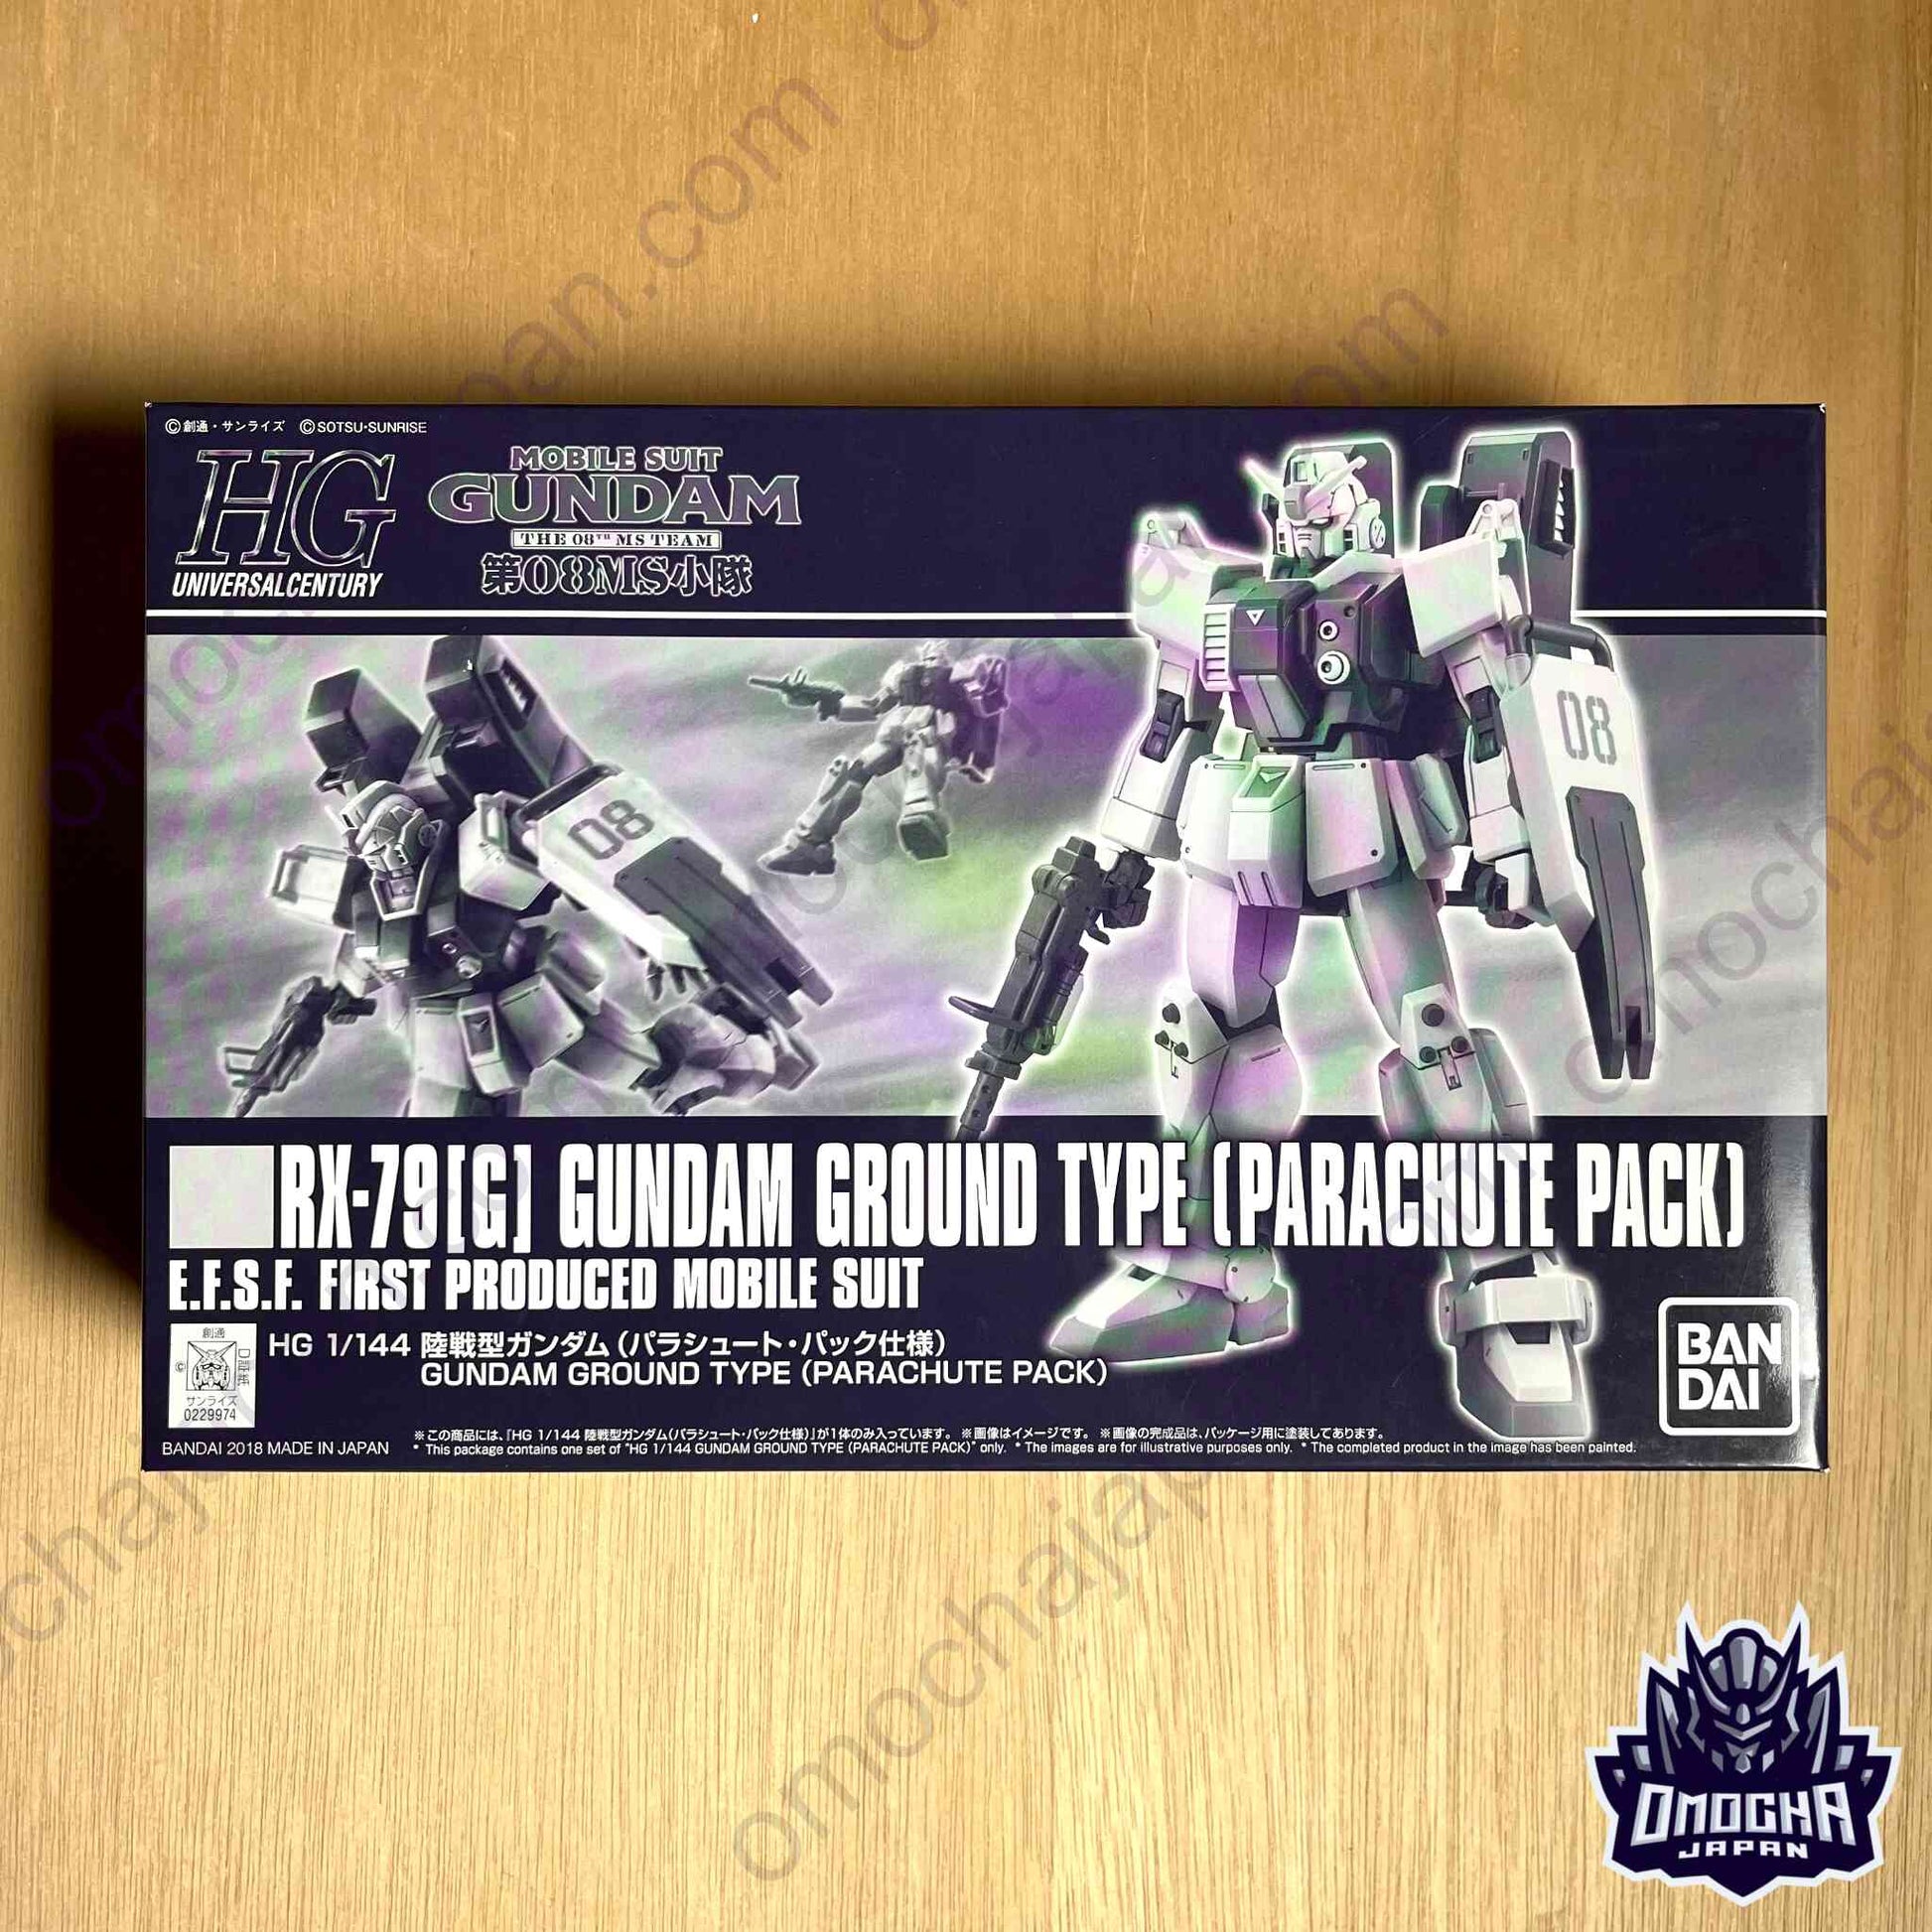 ©創通・サンライズ ©SOTSU・SUNRISE
HG
UNIVERSAL CENTURY
MOBILE SUIT
GUNDAM
THE 08TH MS TEAM
第08MS小隊
08
08
RX-79[G] GUNDAM GROUND TYPE (PARACHUTE PACK)
E.F.S.F. FIRST PRODUCED MOBILE SUIT
HG 1/144 陸戦型ガンダム(パラシュート・パック仕様)
GUNDAM GROUND TYPE (PARACHUTE PACK)
創通
©
サンライズ
0229974
BANDAI 2018 MADE IN JAPAN
※この商品には、「HG 1/144 陸戦型ガンダム(パラシュート・パック仕様)」が1体のみ入っています。 ※画像はイメージです。 ※画像の完成品は、パッケージ用に塗装してあります。
* This package contains one set of "HG 1/144 GUNDAM GROUND TYPE (PARACHUTE PACK)" only. * The images are for illustrative purposes only. * The completed product in the image has been painted.
BAN
DAI
OMOCHA
JAPAN
omochajapan.com